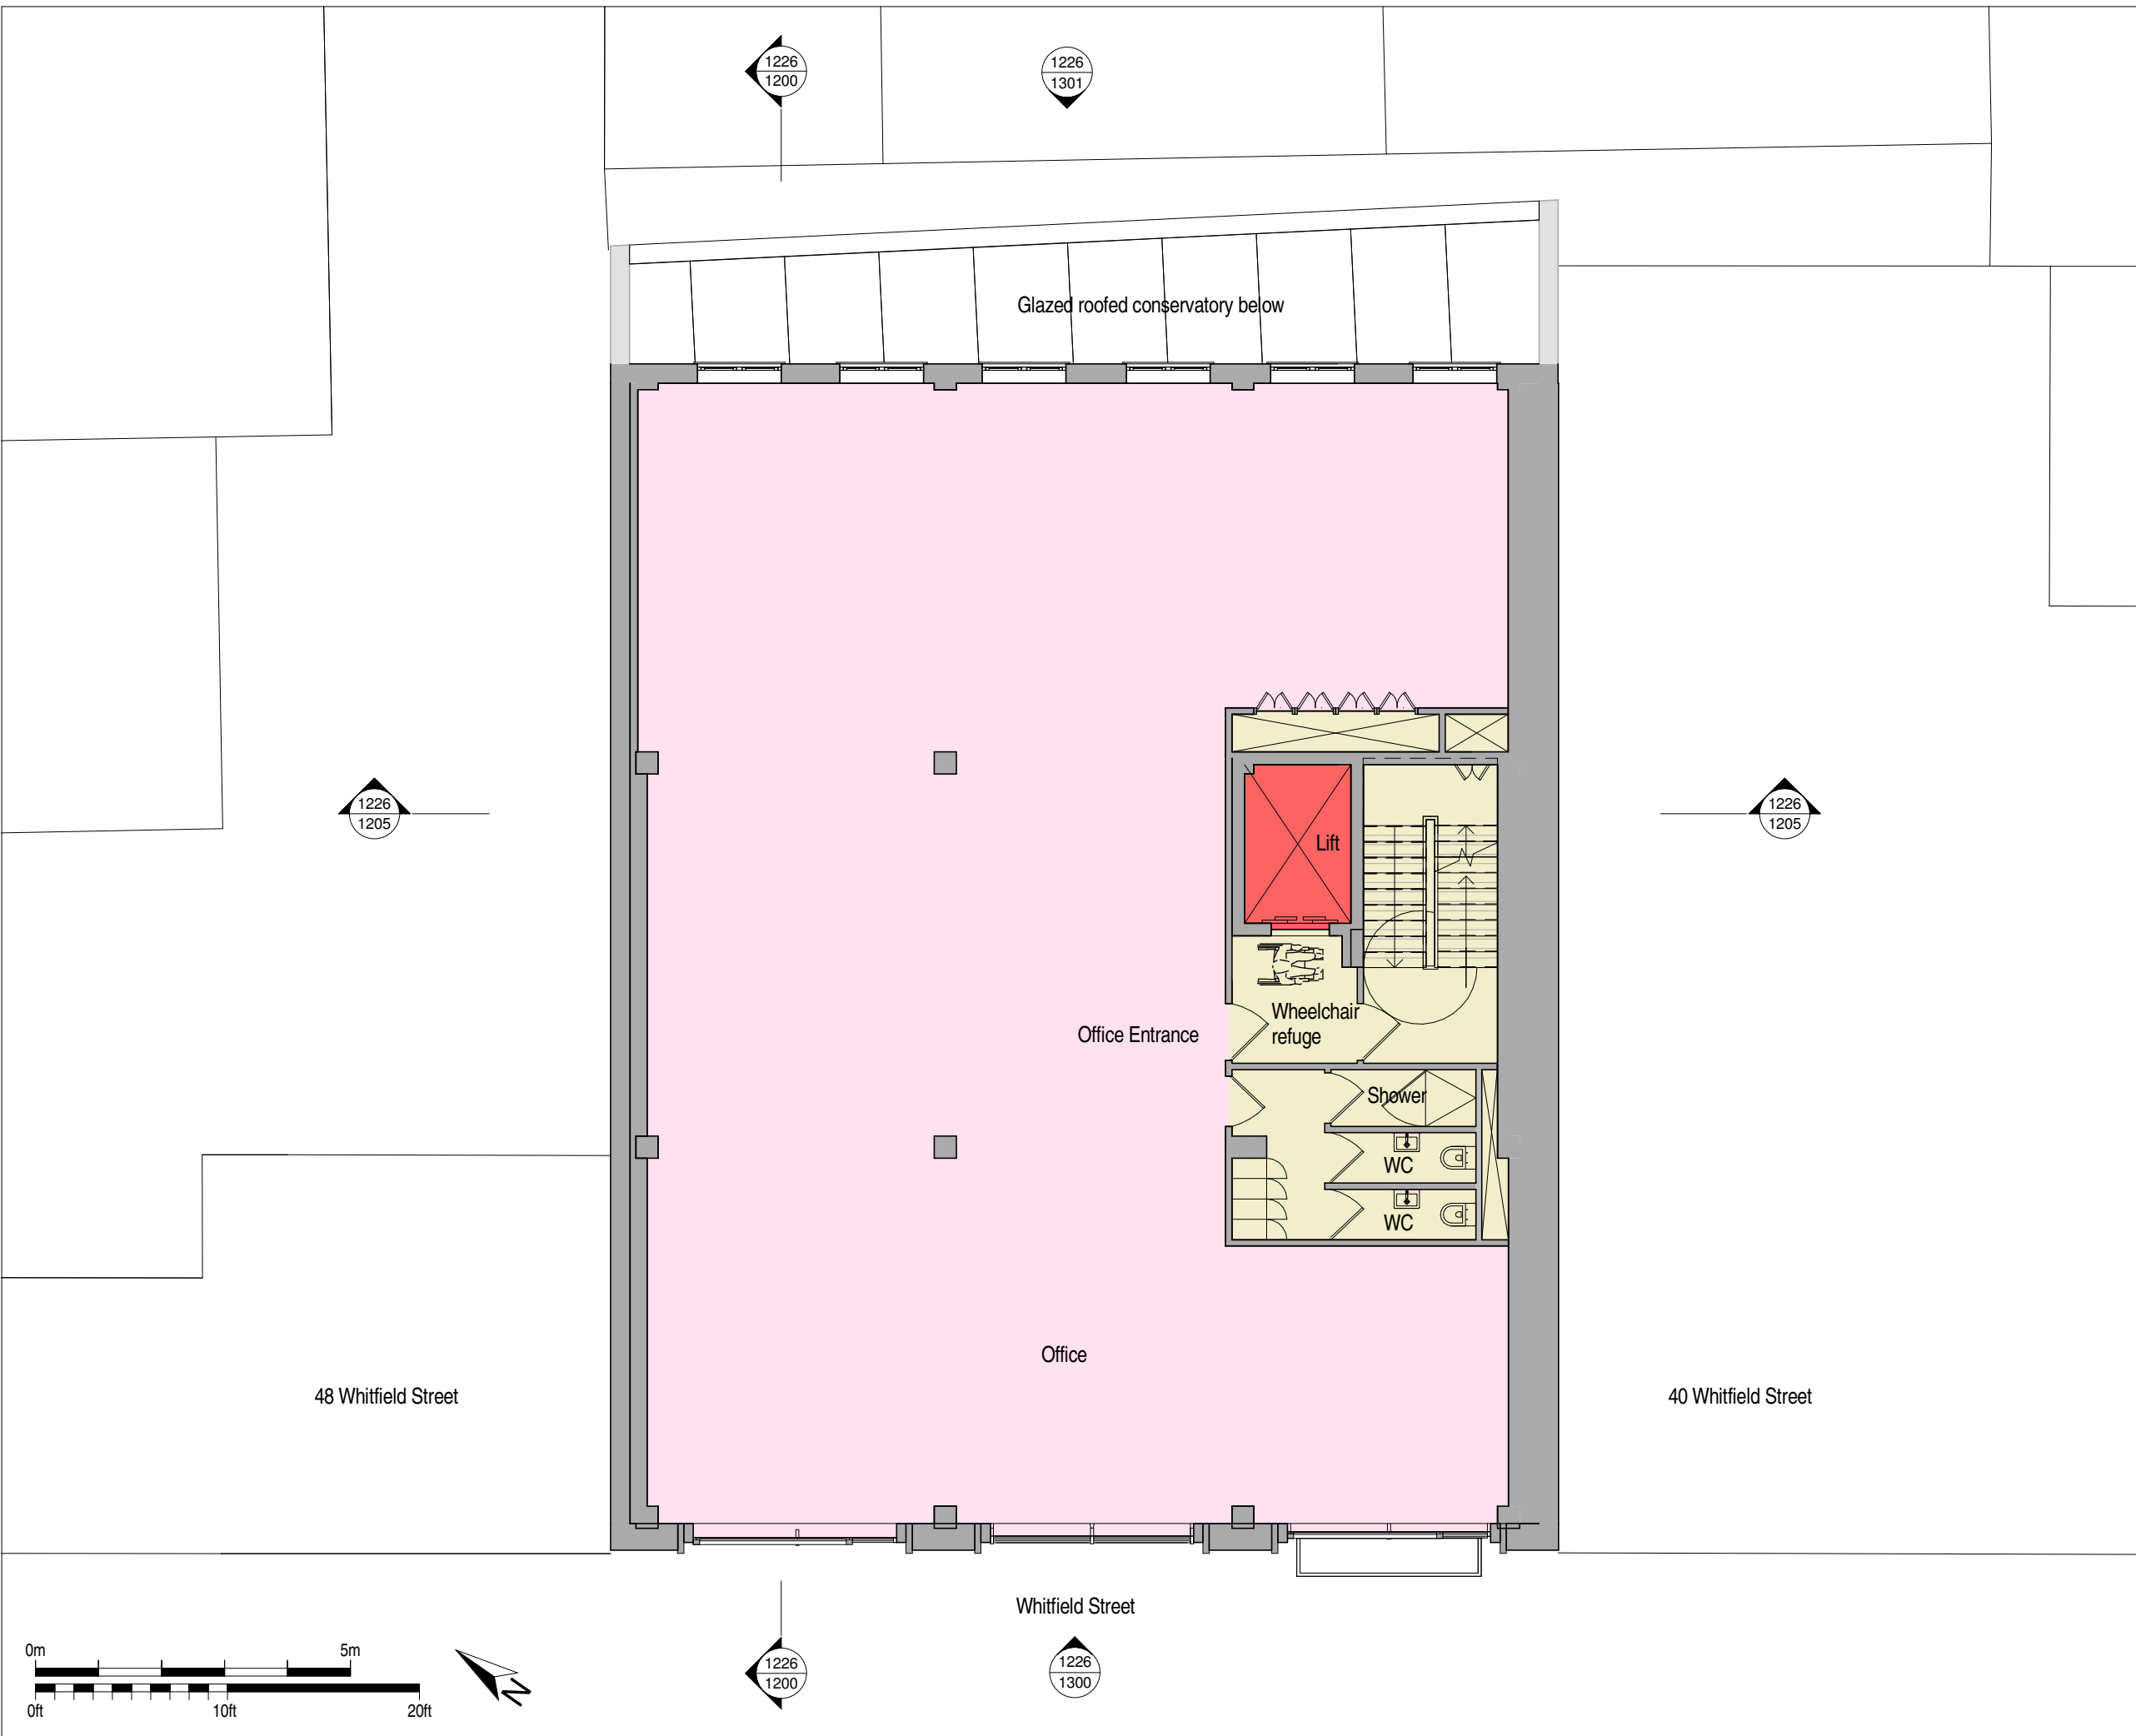 1226
1200
1226
1301
Glazed roofed conservatory below
1226
1205
Lift
1226
1205
Wheelchair
refuge
Office Entrance
Shower
WC
WC
Office
48 Whitfield Street
40 Whitfield Street
Whitfield Street
0m 5m
0ft 10ft 20ft
N
1226
1200
1226
1300